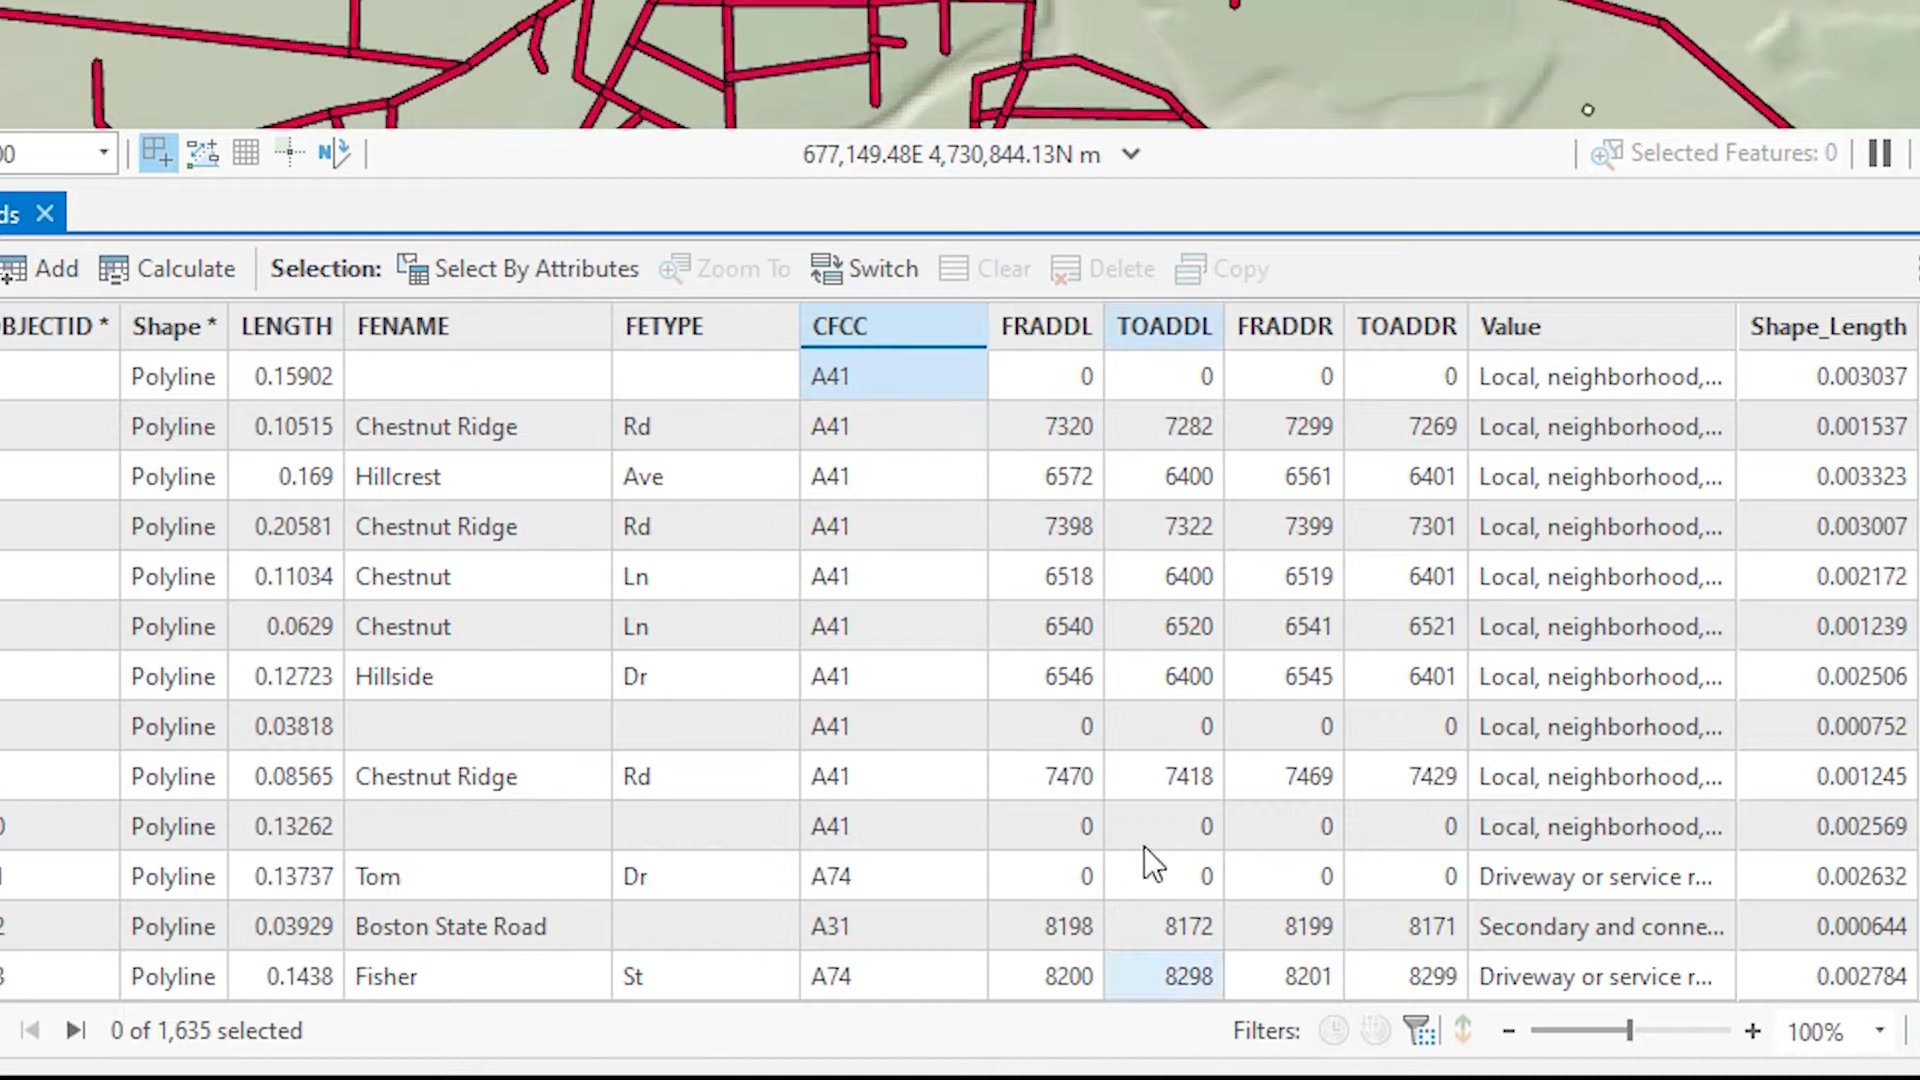 00
677,149.48E 4,730,844.13N m
Selected Features: 0
ds
Add Calculate Selection: Select By Attributes Zoom To Switch Clear Delete Copy
BJECTID * Shape * LENGTH FENAME FETYPE CFCC FRADDL TOADDL FRADDR TOADDR Value Shape_Length
Polyline 0.15902 A41 0 0 0 0 Local, neighborhood,... 0.003037
Polyline 0.10515 Chestnut Ridge Rd A41 7320 7282 7299 7269 Local, neighborhood,... 0.001537
Polyline 0.169 Hillcrest Ave A41 6572 6400 6561 6401 Local, neighborhood,... 0.003323
Polyline 0.20581 Chestnut Ridge Rd A41 7398 7322 7399 7301 Local, neighborhood,... 0.003007
Polyline 0.11034 Chestnut Ln A41 6518 6400 6519 6401 Local, neighborhood,... 0.002172
Polyline 0.0629 Chestnut Ln A41 6540 6520 6541 6521 Local, neighborhood,... 0.001239
Polyline 0.12723 Hillside Dr A41 6546 6400 6545 6401 Local, neighborhood,... 0.002506
Polyline 0.03818 A41 0 0 0 0 Local, neighborhood,... 0.000752
Polyline 0.08565 Chestnut Ridge Rd A41 7470 7418 7469 7429 Local, neighborhood,... 0.001245
0 Polyline 0.13262 A41 0 0 0 0 Local, neighborhood,... 0.002569
Polyline 0.13737 Tom Dr A74 0 0 0 0 Driveway or service r... 0.002632
2 Polyline 0.03929 Boston State Road A31 8198 8172 8199 8171 Secondary and conne... 0.000644
3 Polyline 0.1438 Fisher St A74 8200 8298 8201 8299 Driveway or service r... 0.002784
0 of 1,635 selected
Filters: - + 100%